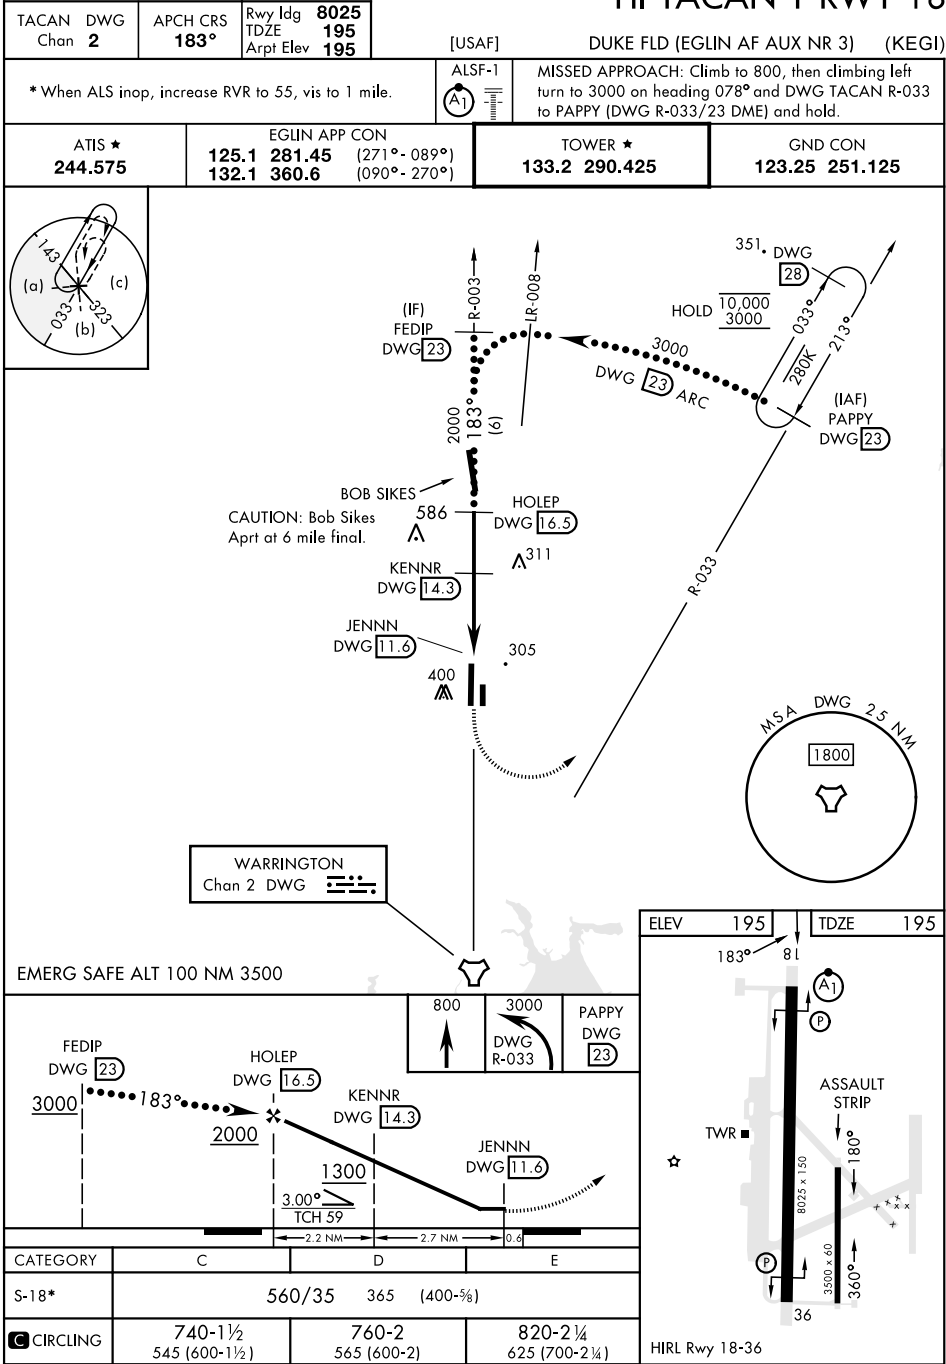 TACAN DWG
Chan 2
APCH CRS
183°
Rwy ldg 8025
TDZE 195
Arpt Elev 195
[USAF]
DUKE FLD (EGLIN AF AUX NR 3) (KEGI)
* When ALS inop, increase RVR to 55, vis to 1 mile.
ALSF-1
A1
MISSED APPROACH: Climb to 800, then climbing left
turn to 3000 on heading 078° and DWG TACAN R-033
to PAPPY (DWG R-033/23 DME) and hold.
ATIS ★
244.575
EGLIN APP CON
125.1 281.45 (271°-089°)
132.1 360.6 (090°-270°)
TOWER ★
133.2 290.425
GND CON
123.25 251.125
143
(a)
(c)
033
(b)
323
(IF)
FEDIP
DWG 23
R-003
LR-008
351
DWG
28
HOLD 10,000
3000
033°
213°
280K
3000
DWG 23 ARC
(IAF)
PAPPY
DWG 23
2000
183°
(6)
BOB SIKES
CAUTION: Bob Sikes
Aprt at 6 mile final.
586
HOLEP
DWG 16.5
311
KENNR
DWG 14.3
R-033
JENNN
DWG 11.6
305
400
MSA DWG 25 NM
1800
WARRINGTON
Chan 2 DWG
EMERG SAFE ALT 100 NM 3500
800
3000
DWG
R-033
PAPPY
DWG
23
FEDIP
DWG 23
3000
183°
HOLEP
DWG 16.5
2000
KENNR
DWG 14.3
1300
JENNN
DWG 11.6
3.00°
TCH 59
2.2 NM
2.7 NM
0.6
ELEV 195
TDZE 195
183°
18
A1
P
ASSAULT
STRIP
TWR
180°
8025 x 150
3500 x 60
360°
P
36
HIRL Rwy 18-36
CATEGORY C D E
S-18* 560/35 365 (400-⅝)
C CIRCLING
740-1½
545 (600-1½)
760-2
565 (600-2)
820-2¼
625 (700-2¼)